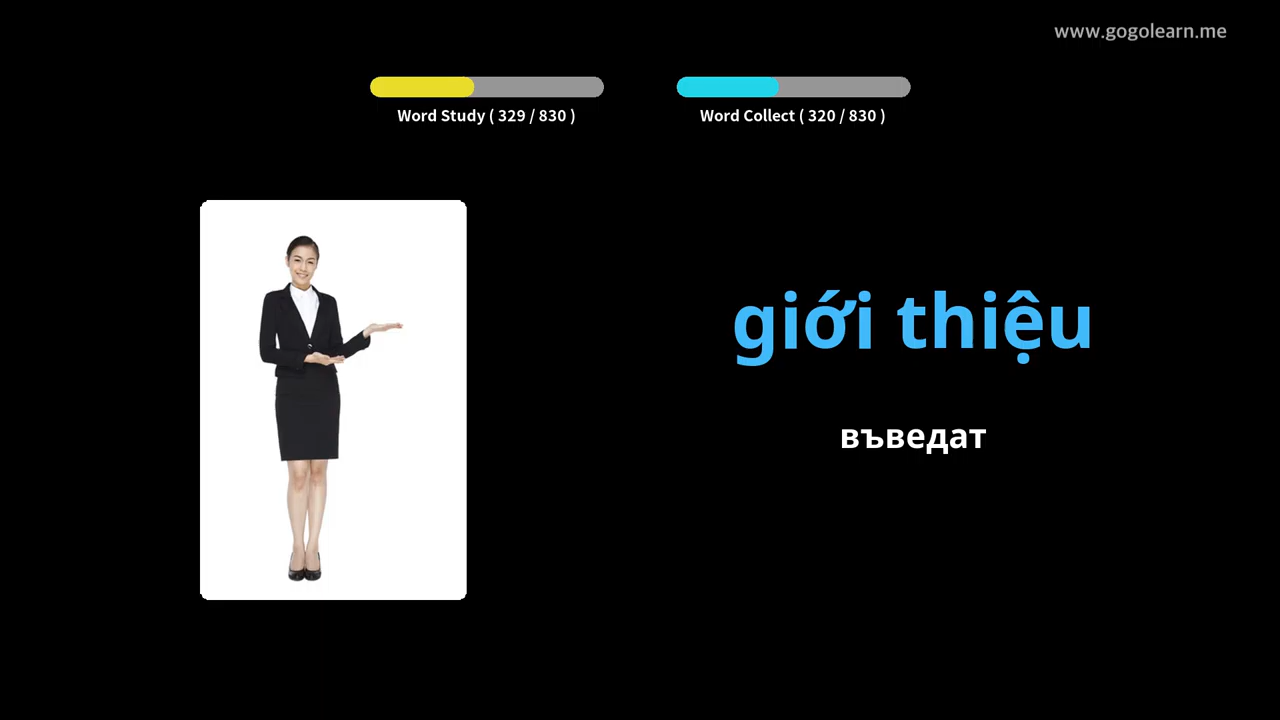 www.gogolearn.me
Word Study ( 329 / 830 )
Word Collect ( 320 / 830 )
giới thiệu
въведат